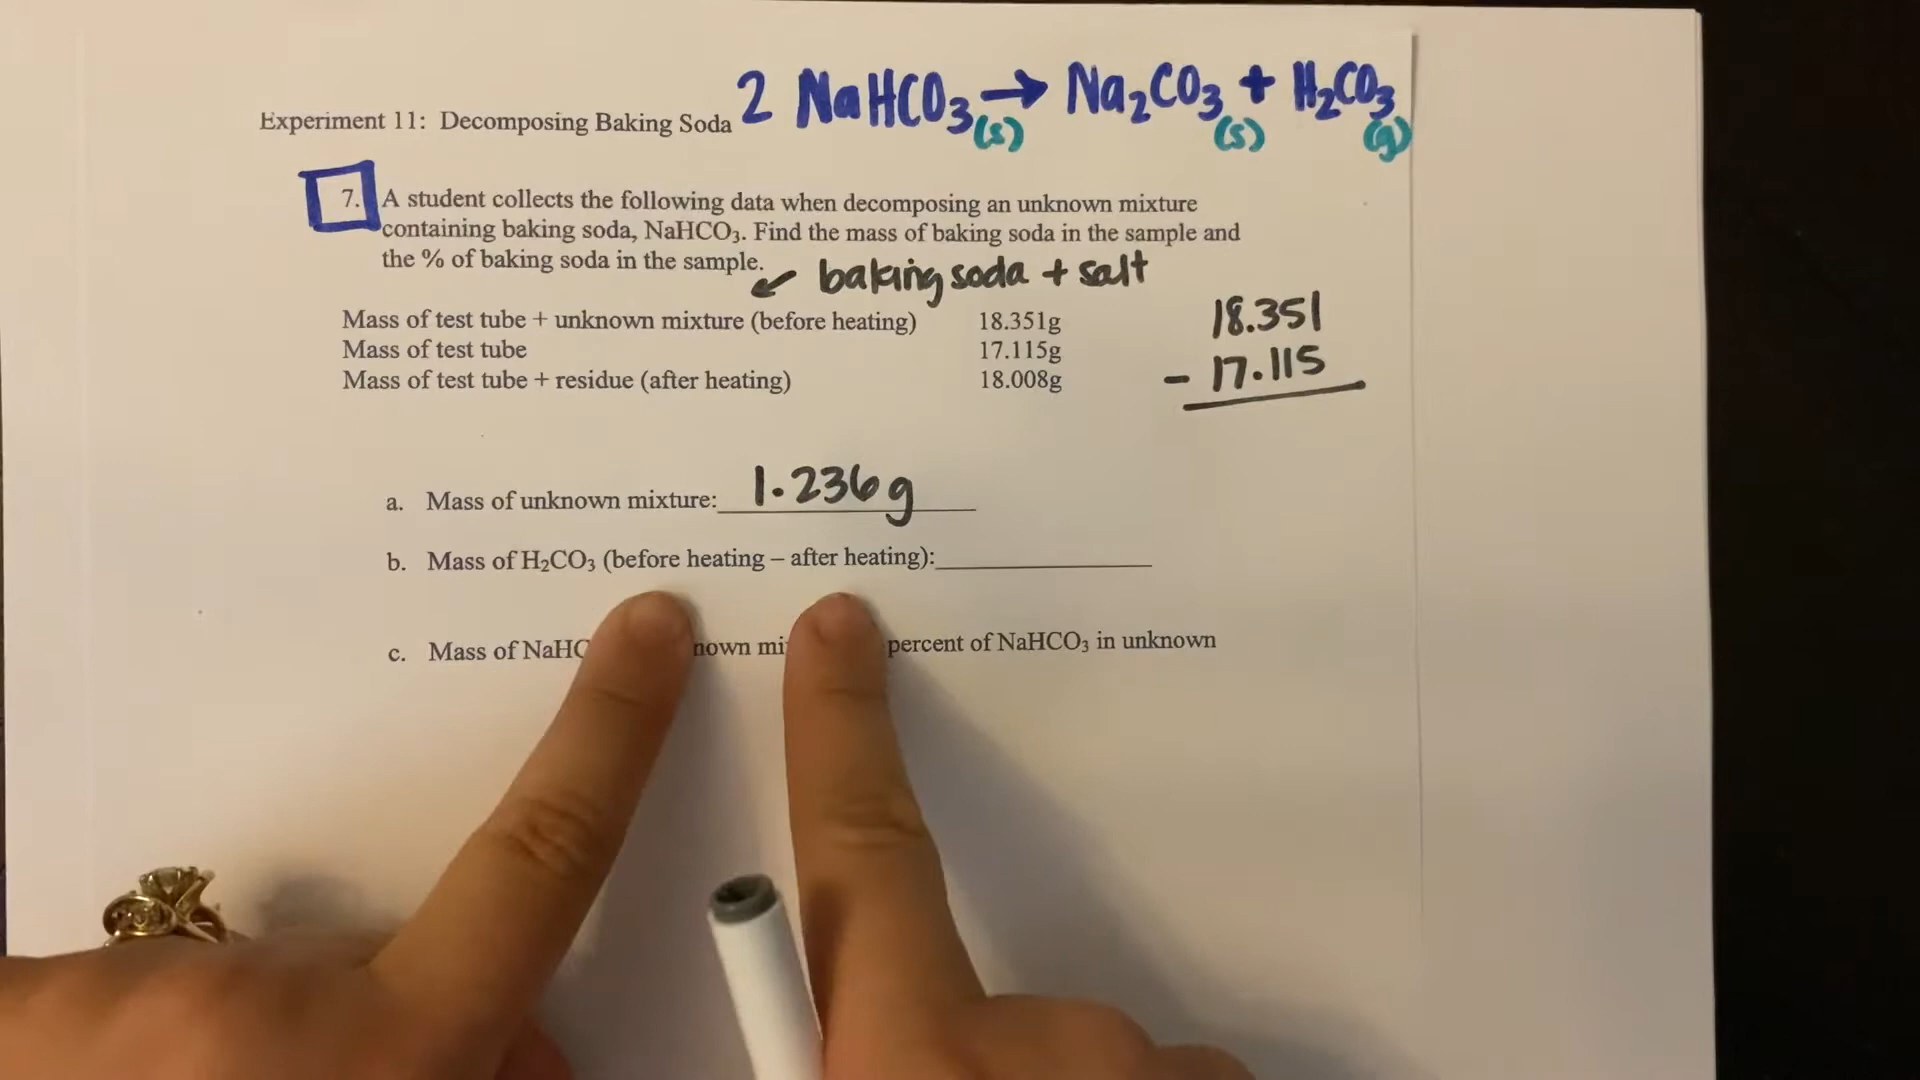 2 NaHCO₃(s) → Na₂CO₃(s) + H₂CO₃(g)
Experiment 11: Decomposing Baking Soda
7. A student collects the following data when decomposing an unknown mixture
containing baking soda, NaHCO₃. Find the mass of baking soda in the sample and
the % of baking soda in the sample.
↙ baking soda + salt
Mass of test tube + unknown mixture (before heating) 18.351g
Mass of test tube 17.115g
Mass of test tube + residue (after heating) 18.008g
18.351
- 17.115
a. Mass of unknown mixture: 1.236g
b. Mass of H₂CO₃ (before heating – after heating):
c. Mass of percent of NaHCO₃ in unknown